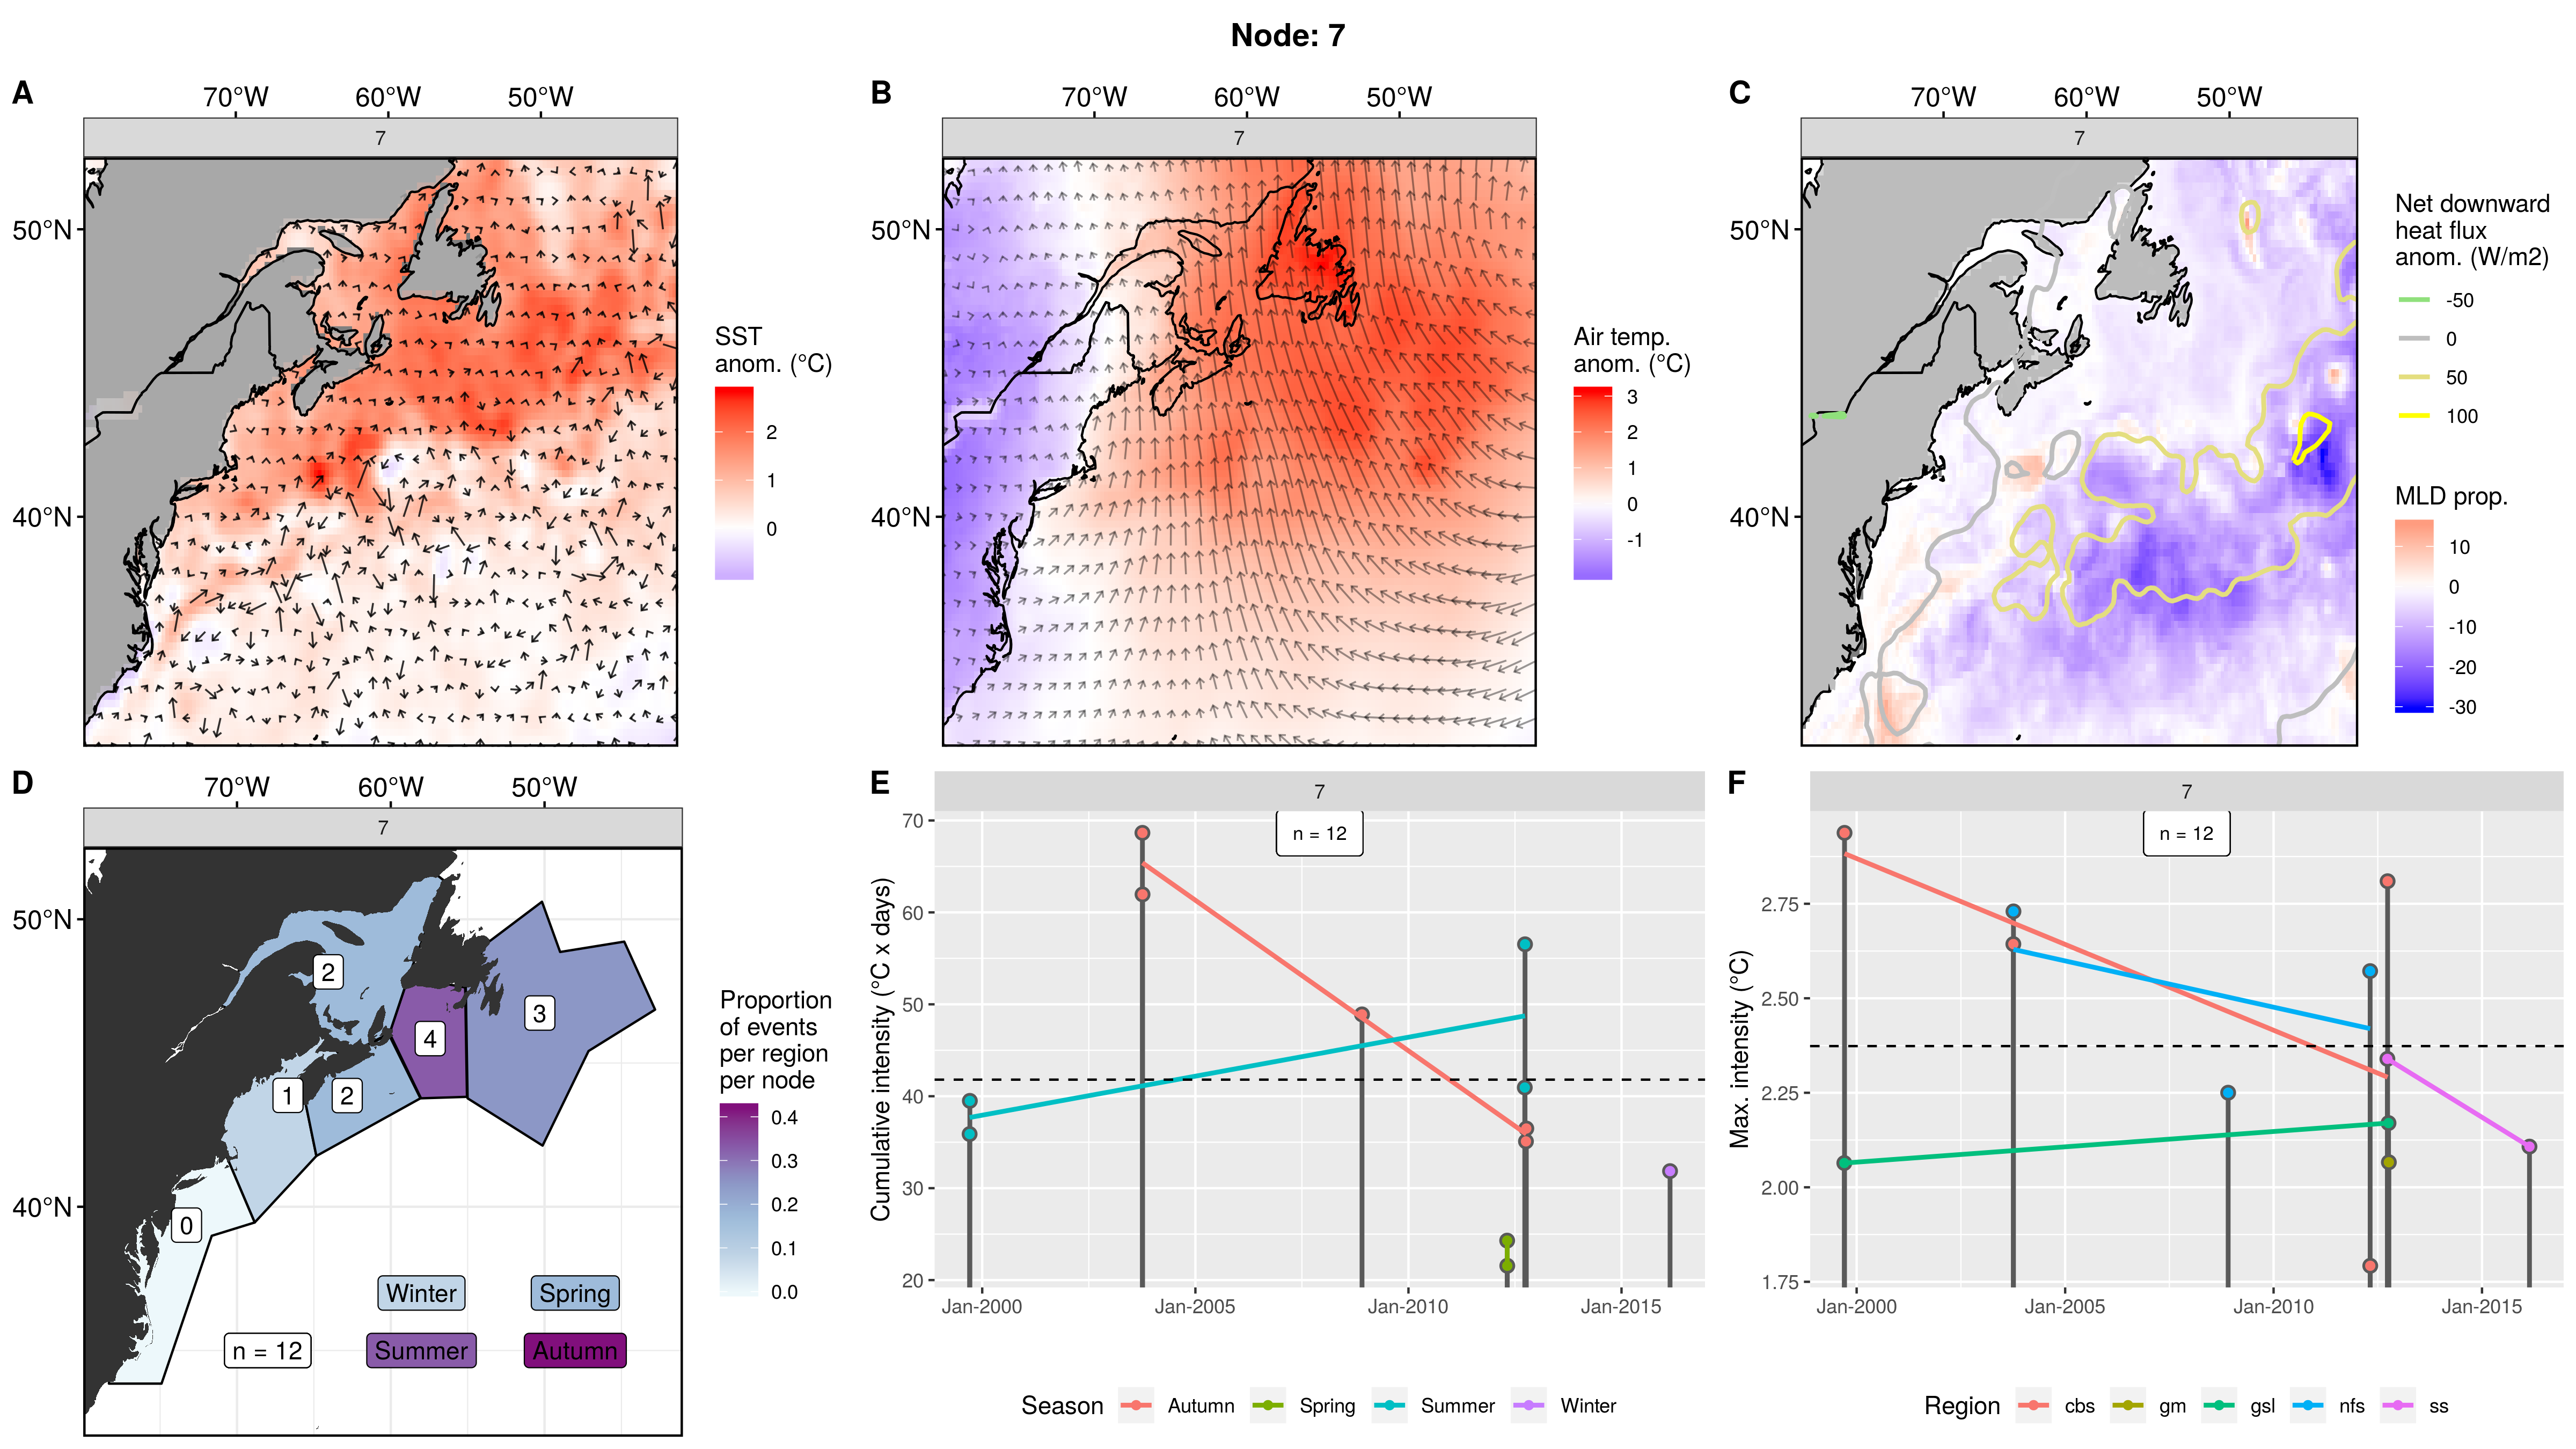 Node: 7
A
70°W 60°W 50°W
7
50°N
40°N
SST
anom. (°C)
2
1
0
B
70°W 60°W 50°W
7
50°N
40°N
Air temp.
anom. (°C)
3
2
1
0
-1
C
70°W 60°W 50°W
7
50°N
40°N
Net downward
heat flux
anom. (W/m2)
-50
0
50
100
MLD prop.
10
0
-10
-20
-30
D
70°W 60°W 50°W
7
50°N
40°N
2
4
3
1
2
0
Winter Spring
n = 12 Summer Autumn
Proportion
of events
per region
per node
0.4
0.3
0.2
0.1
0.0
E
7
n = 12
Cumulative intensity (°C x days)
70
60
50
40
30
20
Jan-2000 Jan-2005 Jan-2010 Jan-2015
Season Autumn Spring Summer Winter
F
7
n = 12
Max. intensity (°C)
2.75
2.50
2.25
2.00
1.75
Jan-2000 Jan-2005 Jan-2010 Jan-2015
Region cbs gm gsl nfs ss